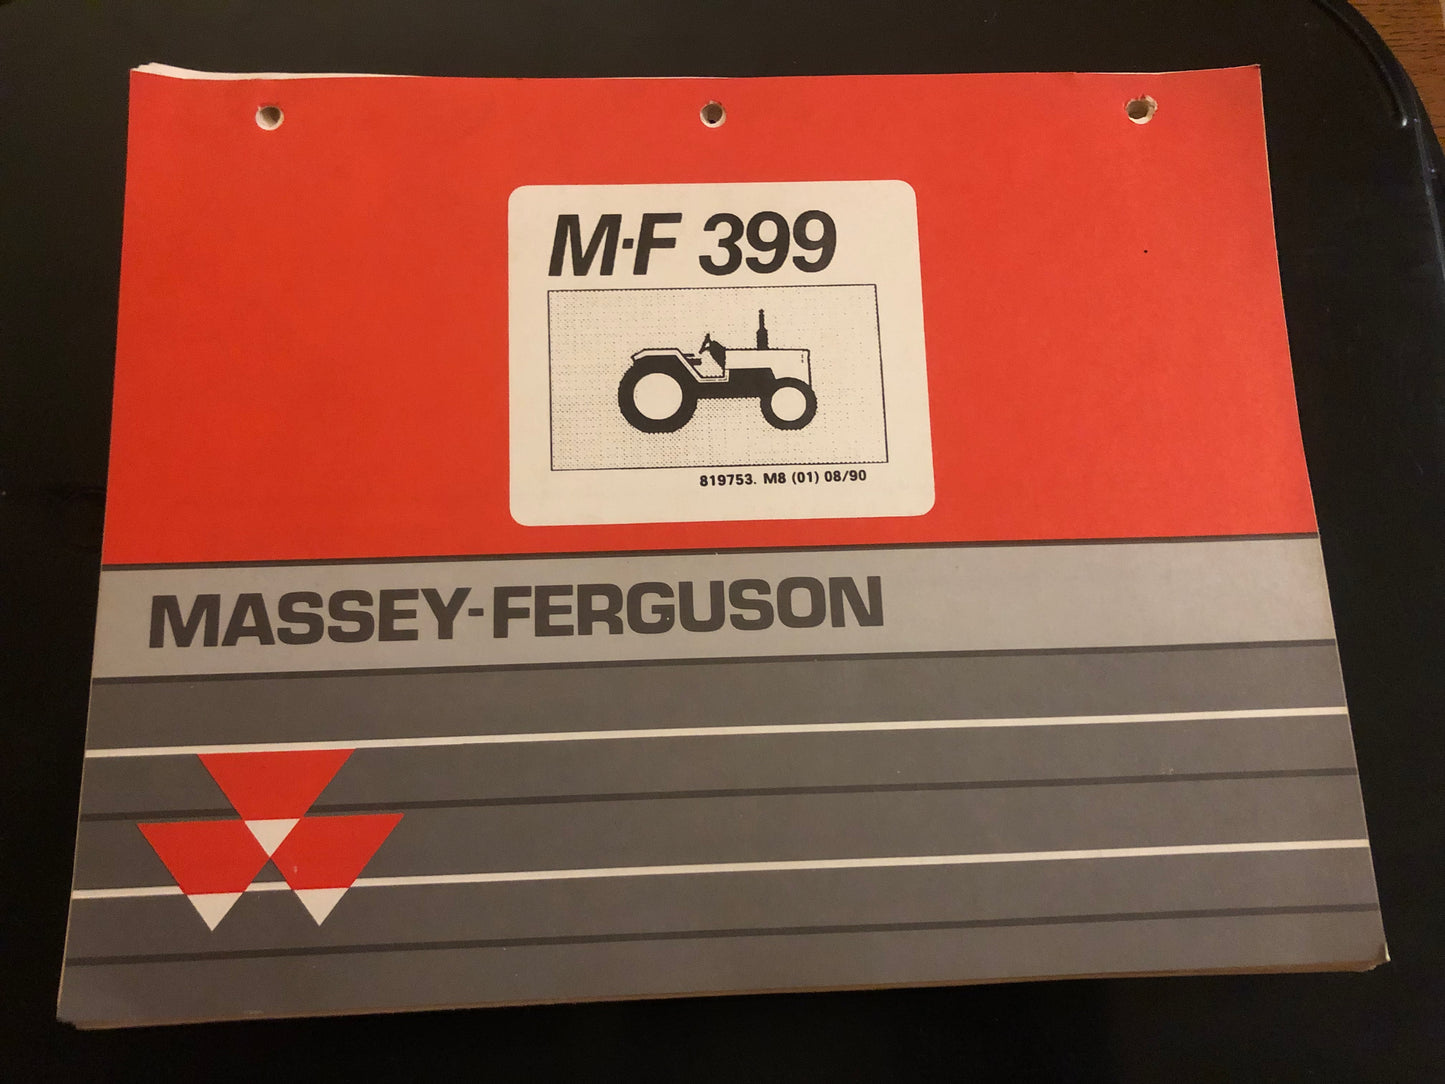 M-F 399
819753. M8 (01) 08/90
MASSEY-FERGUSON